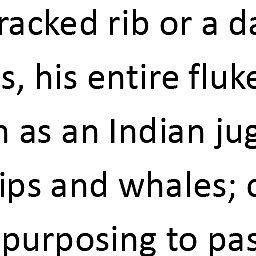 racked rib or a da
s, his entire fluke
n as an Indian jug
ips and whales; c
purposing to pas